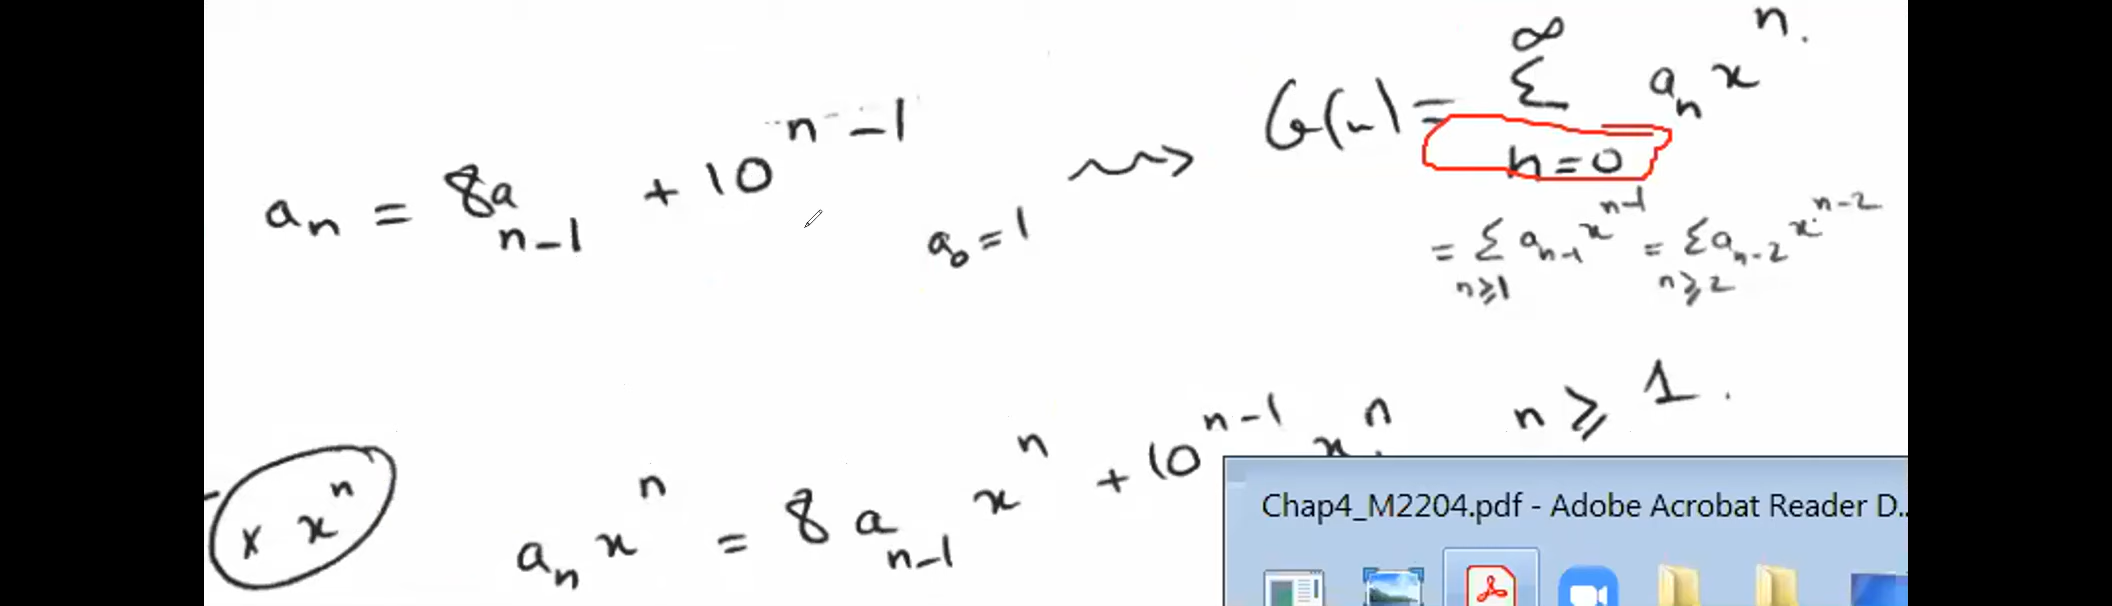 G(x) = ∑_{n=0}^{∞} a_n x^n.
a_n = 8a_{n-1} + 10^{n-1}
a_0 = 1
= ∑_{n≥1} a_{n-1} x^{n-1} = ∑_{n≥2} a_{n-2} x^{n-2}
× x^n
a_n x^n = 8 a_{n-1} x^n + 10^{n-1} x^n. n ≥ 1.
Chap4_M2204.pdf - Adobe Acrobat Reader D...